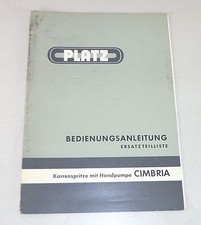 PLATZ
BEDIENUNGSANLEITUNG
ERSATZTEILLISTE
Karrenspritze mit Handpumpe CIMBRIA